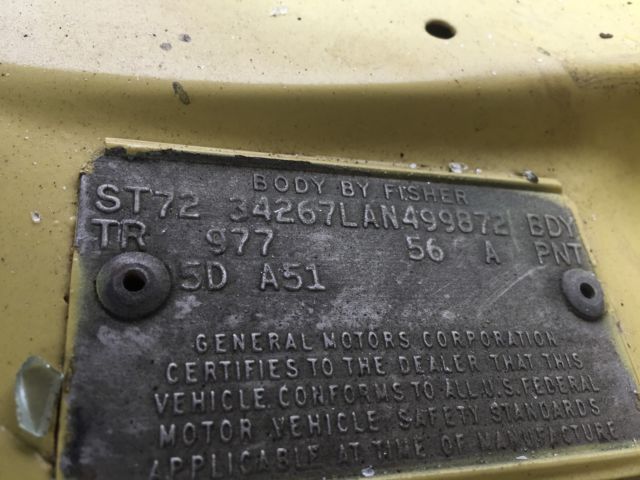 BODY BY FISHER
ST72 34267LAN499872 BDY
TR 977 56 A PNT
5D A51
GENERAL MOTORS CORPORATION
CERTIFIES TO THE DEALER THAT THIS
VEHICLE CONFORMS TO ALL U.S. FEDERAL
MOTOR VEHICLE SAFETY STANDARDS
APPLICABLE AT TIME OF MANUFACTURE